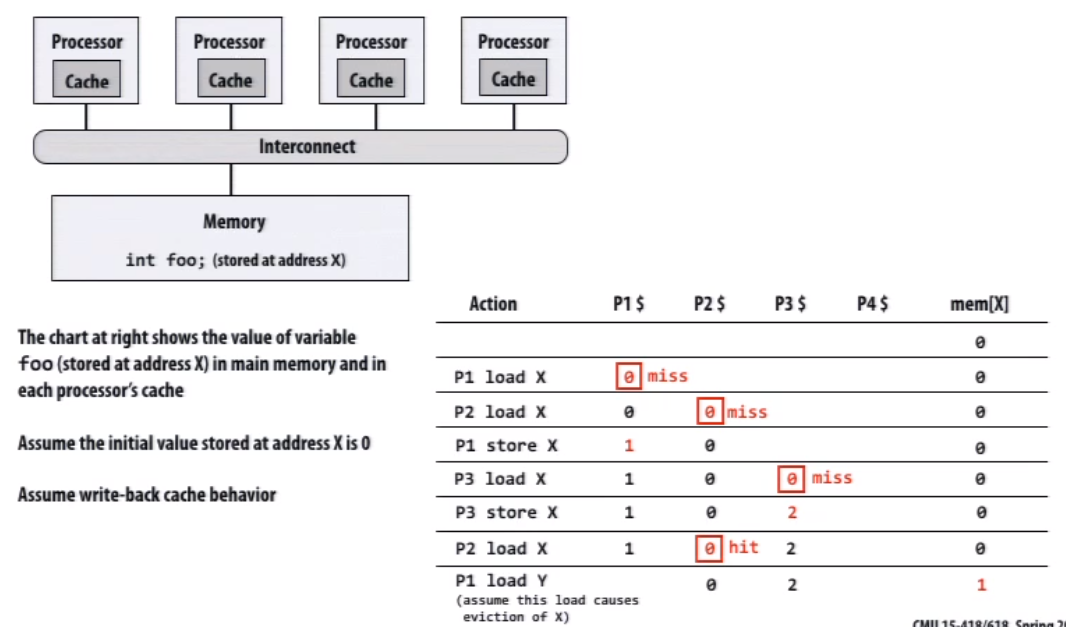 Processor Processor Processor Processor
Cache Cache Cache Cache
Interconnect
Memory
int foo; (stored at address X)
The chart at right shows the value of variable
foo (stored at address X) in main memory and in
each processor's cache
Assume the initial value stored at address X is 0
Assume write-back cache behavior
Action P1 $ P2 $ P3 $ P4 $ mem[X]
0
P1 load X 0 miss 0
P2 load X 0 0 miss 0
P1 store X 1 0 0
P3 load X 1 0 0 miss 0
P3 store X 1 0 2 0
P2 load X 1 0 hit 2 0
P1 load Y 0 2 1
(assume this load causes
eviction of X)
CMU 15-418/618, Spring